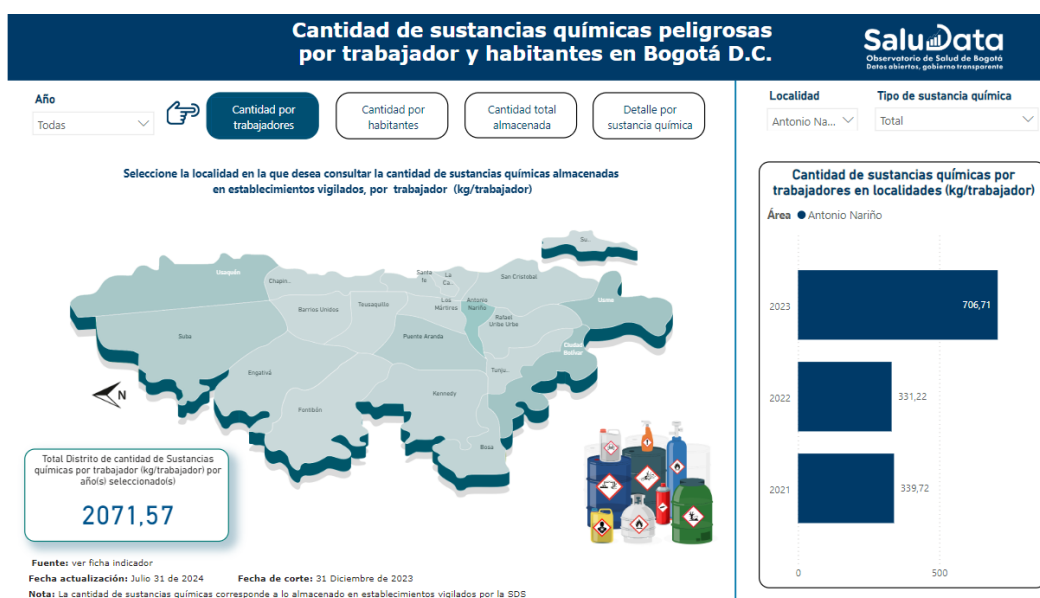 Cantidad de sustancias químicas peligrosas
por trabajador y habitantes en Bogotá D.C.
SaluData
Observatorio de Salud de Bogotá
Datos abiertos, gobierno transparente
Año
Todas
Cantidad por
trabajadores
Cantidad por
habitantes
Cantidad total
almacenada
Detalle por
sustancia química
Localidad
Antonio Na...
Tipo de sustancia química
Total
Seleccione la localidad en la que desea consultar la cantidad de sustancias químicas almacenadas
en establecimientos vigilados, por trabajador (kg/trabajador)
Su...
Usaquén
Chapin...
Santa
fe
La
Ca...
San Cristobal
Barrios Unidos
Teusaquillo
Los
Mártires
Antonio
Nariño
Rafael
Uribe Uribe
Usme
Suba
Puente Aranda
Ciudad
Bolívar
Engativá
Tunju...
Kennedy
Fontibón
Bosa
N
Total Distrito de cantidad de Sustancias
químicas por trabajador (kg/trabajador) por
año(s) seleccionado(s)
2071,57
Fuente: ver ficha indicador
Fecha actualización: Julio 31 de 2024
Fecha de corte: 31 Diciembre de 2023
Nota: La cantidad de sustancias químicas corresponde a lo almacenado en establecimientos vigilados por la SDS
Cantidad de sustancias químicas por
trabajadores en localidades (kg/trabajador)
Área Antonio Nariño
0
500
2023
706,71
2022
331,22
2021
339,72
0
500